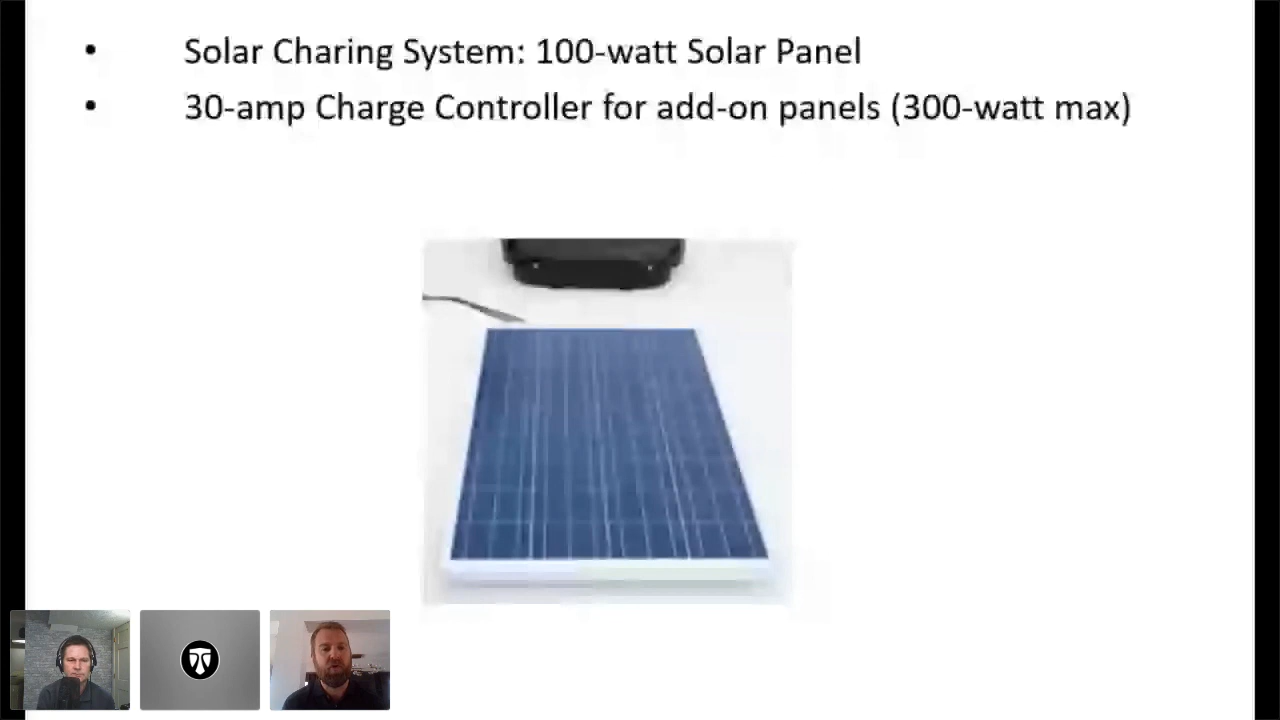 • Solar Charing System: 100-watt Solar Panel
• 30-amp Charge Controller for add-on panels (300-watt max)